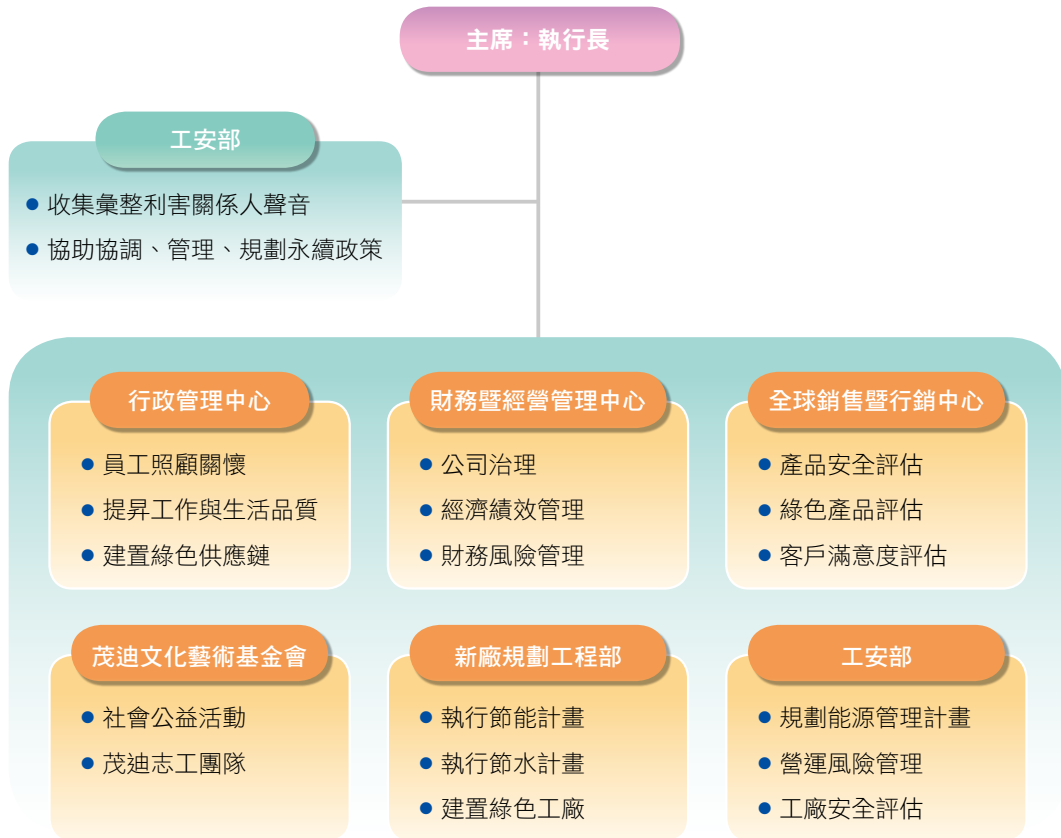 主席：執行長
工安部
收集彙整利害關係人聲音
協助協調、管理、規劃永續政策
行政管理中心
員工照顧關懷
提昇工作與生活品質
建置綠色供應鏈
財務暨經營管理中心
公司治理
經濟績效管理
財務風險管理
全球銷售暨行銷中心
產品安全評估
綠色產品評估
客戶滿意度評估
茂迪文化藝術基金會
社會公益活動
茂迪志工團隊
新廠規劃工程部
執行節能計畫
執行節水計畫
建置綠色工廠
工安部
規劃能源管理計畫
營運風險管理
工廠安全評估